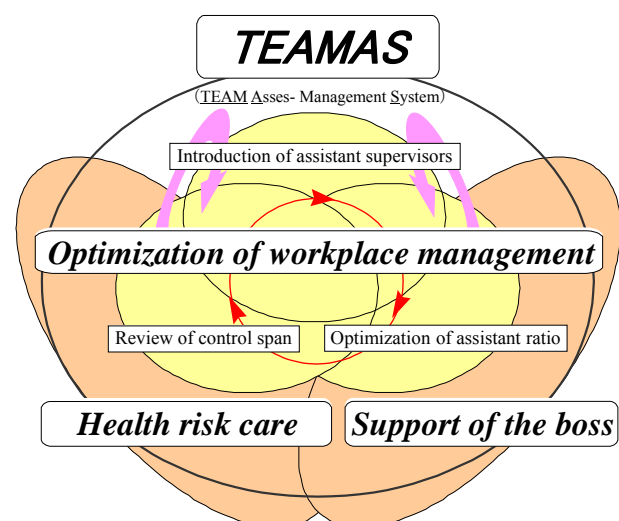 TEAMAS
(TEAM Asses- Management System)
Introduction of assistant supervisors
Optimization of workplace management
Review of control span
Optimization of assistant ratio
Health risk care
Support of the boss